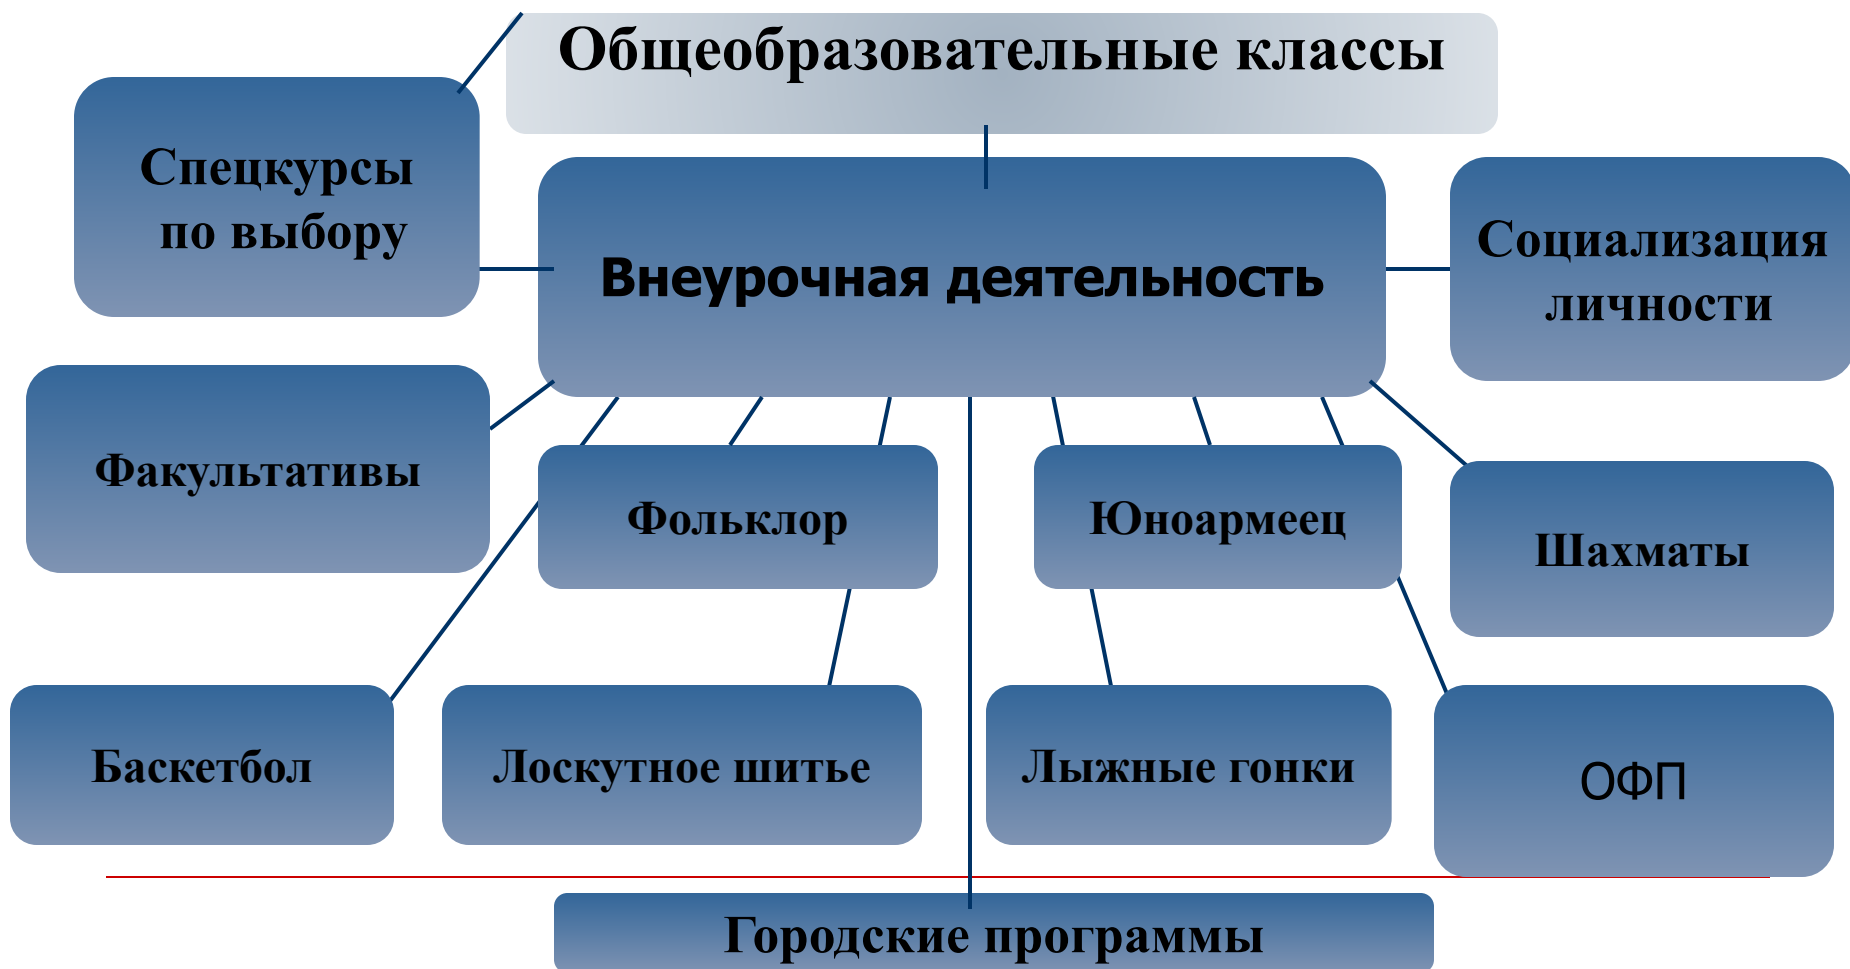 Общеобразовательные классы
Спецкурсы
по выбору
Внеурочная деятельность
Социализация
личности
Факультативы
Фольклор
Юноармеец
Шахматы
Баскетбол
Лоскутное шитье
Лыжные гонки
ОФП
Городские программы